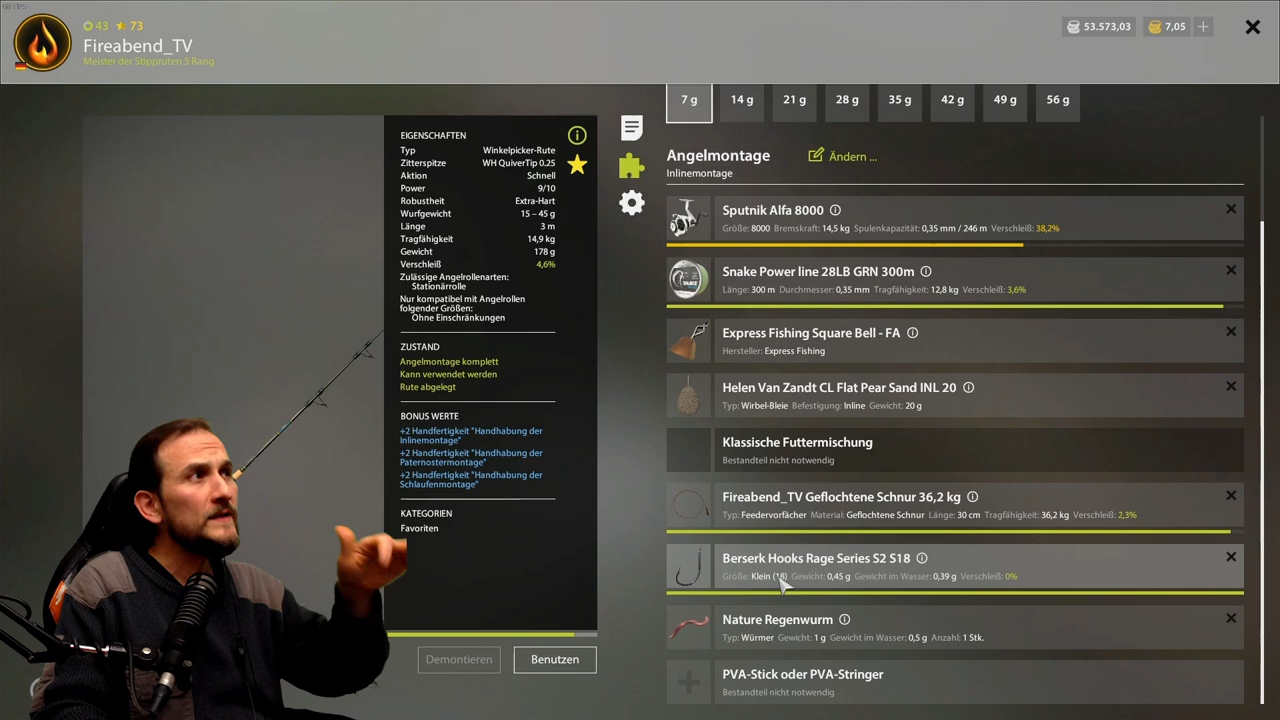 43 73
Fireabend_TV
Meister der Stippruten 5 Rang
53.573,03 7,05
7 g 14 g 21 g 28 g 35 g 42 g 49 g 56 g
EIGENSCHAFTEN
Typ Winkelpicker-Rute
Zitterspitze WH QuiverTip 0.25
Aktion Schnell
Power 9/10
Robustheit Extra-Hart
Wurfgewicht 15 – 45 g
Länge 3 m
Tragfähigkeit 14,9 kg
Gewicht 178 g
Verschleiß 4,6%
Zulässige Angelrollenarten:
Stationärrolle
Nur kompatibel mit Angelrollen
folgender Größen:
Ohne Einschränkungen
ZUSTAND
Angelmontage komplett
Kann verwendet werden
Rute abgelegt
BONUS WERTE
+2 Handfertigkeit "Handhabung der
Inlinemontage"
+2 Handfertigkeit "Handhabung der
Paternostermontage"
+2 Handfertigkeit "Handhabung der
Schlaufenmontage"
KATEGORIEN
Favoriten
Demontieren Benutzen
Angelmontage Ändern ...
Inlinemontage
Sputnik Alfa 8000
Größe: 8000 Bremskraft: 14,5 kg Spulenkapazität: 0,35 mm / 246 m Verschleiß: 38,2%
Snake Power line 28LB GRN 300m
Länge: 300 m Durchmesser: 0,35 mm Tragfähigkeit: 12,8 kg Verschleiß: 3,6%
Express Fishing Square Bell - FA
Hersteller: Express Fishing
Helen Van Zandt CL Flat Pear Sand INL 20
Typ: Wirbel-Bleie Befestigung: Inline Gewicht: 20 g
Klassische Futtermischung
Bestandteil nicht notwendig
Fireabend_TV Geflochtene Schnur 36,2 kg
Typ: Feedervorfächer Material: Geflochtene Schnur Länge: 30 cm Tragfähigkeit: 36,2 kg Verschleiß: 2,3%
Berserk Hooks Rage Series S2 S18
Größe: Klein (18) Gewicht: 0,45 g Gewicht im Wasser: 0,39 g Verschleiß: 0%
Nature Regenwurm
Typ: Würmer Gewicht: 1 g Gewicht im Wasser: 0,5 g Anzahl: 1 Stk.
PVA-Stick oder PVA-Stringer
Bestandteil nicht notwendig